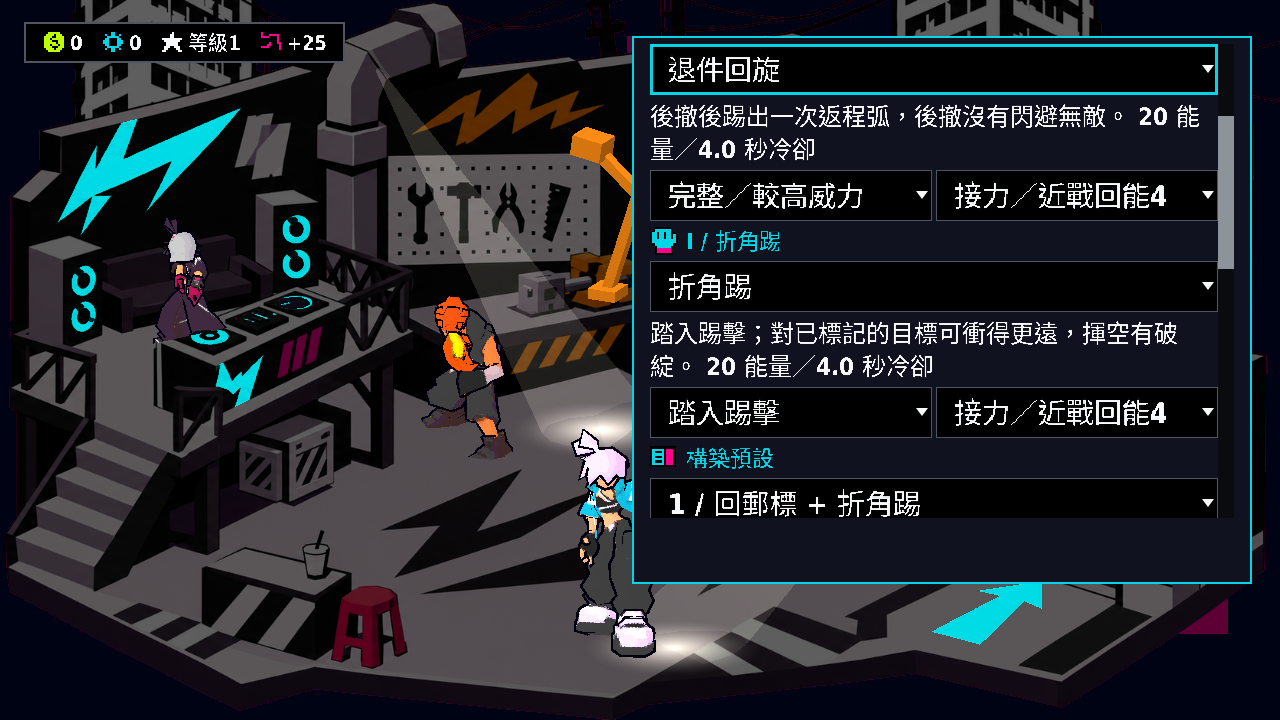 0 0 等級1 +25
退件回旋
後撤後踢出一次返程弧，後撤沒有閃避無敵。 20 能
量／4.0 秒冷卻
完整／較高威力 接力／近戰回能4
I / 折角踢
折角踢
踏入踢擊；對已標記的目標可衝得更遠，揮空有破
綻。 20 能量／4.0 秒冷卻
踏入踢擊 接力／近戰回能4
構築預設
1 / 回郵標 + 折角踢